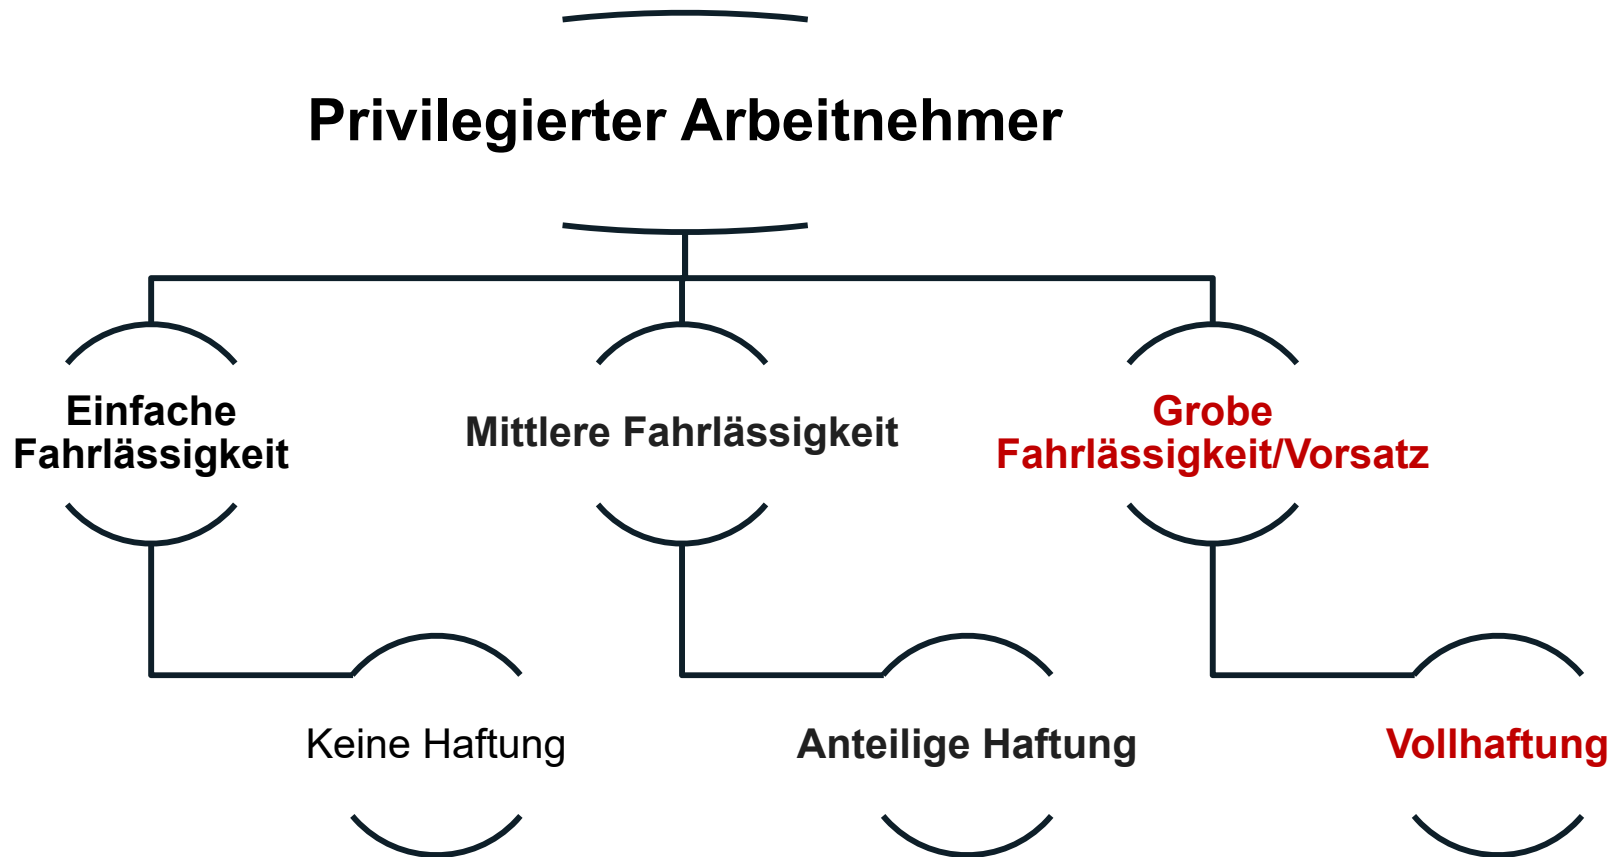 Privilegierter Arbeitnehmer
Einfache
Fahrlässigkeit
Mittlere Fahrlässigkeit
Grobe
Fahrlässigkeit/Vorsatz
Keine Haftung
Anteilige Haftung
Vollhaftung